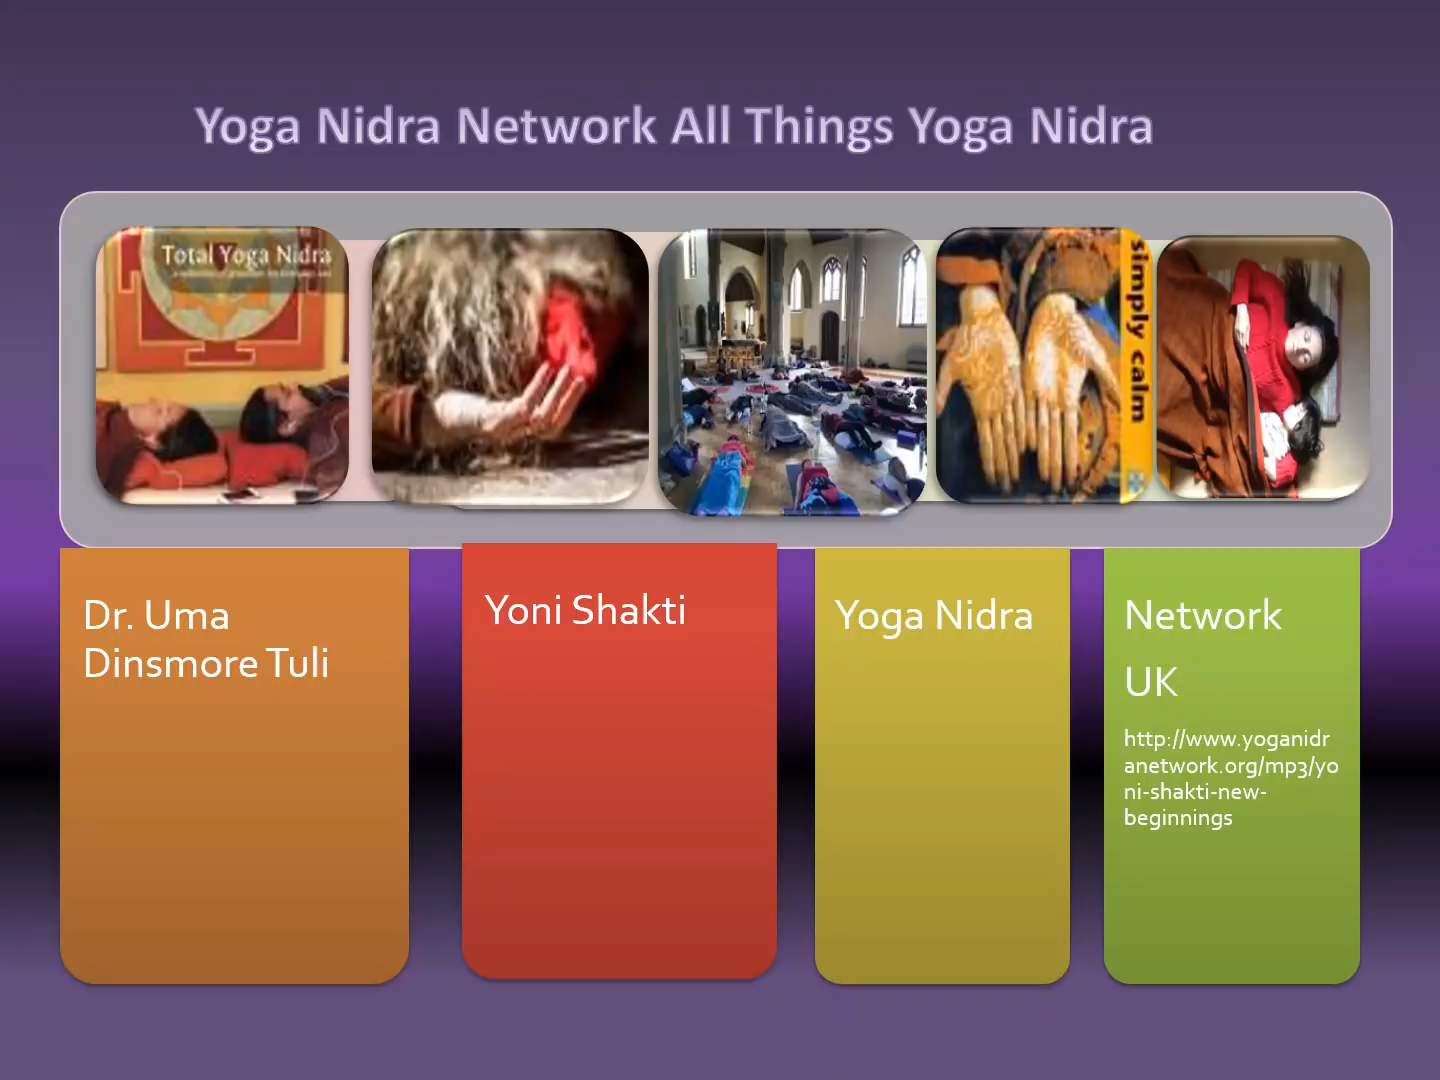 Yoga Nidra Network All Things Yoga Nidra
Total Yoga Nidra
simply calm
Dr. Uma
Dinsmore Tuli
Yoni Shakti
Yoga Nidra
Network
UK
http://www.yoganidr
anetwork.org/mp3/yo
ni-shakti-new-
beginnings